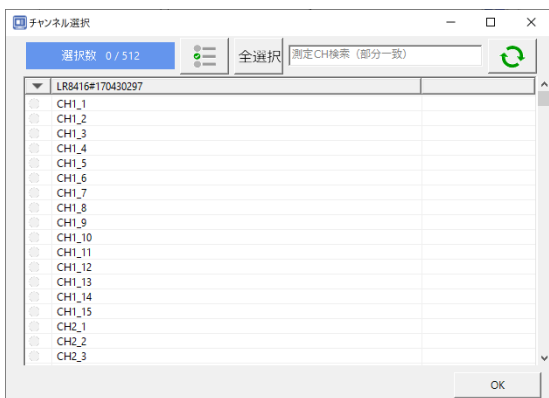 チャンネル選択
選択数 0 / 512
全選択
測定CH検索（部分一致）
LR8416#170430297
CH1_1
CH1_2
CH1_3
CH1_4
CH1_5
CH1_6
CH1_7
CH1_8
CH1_9
CH1_10
CH1_11
CH1_12
CH1_13
CH1_14
CH1_15
CH2_1
CH2_2
CH2_3
OK